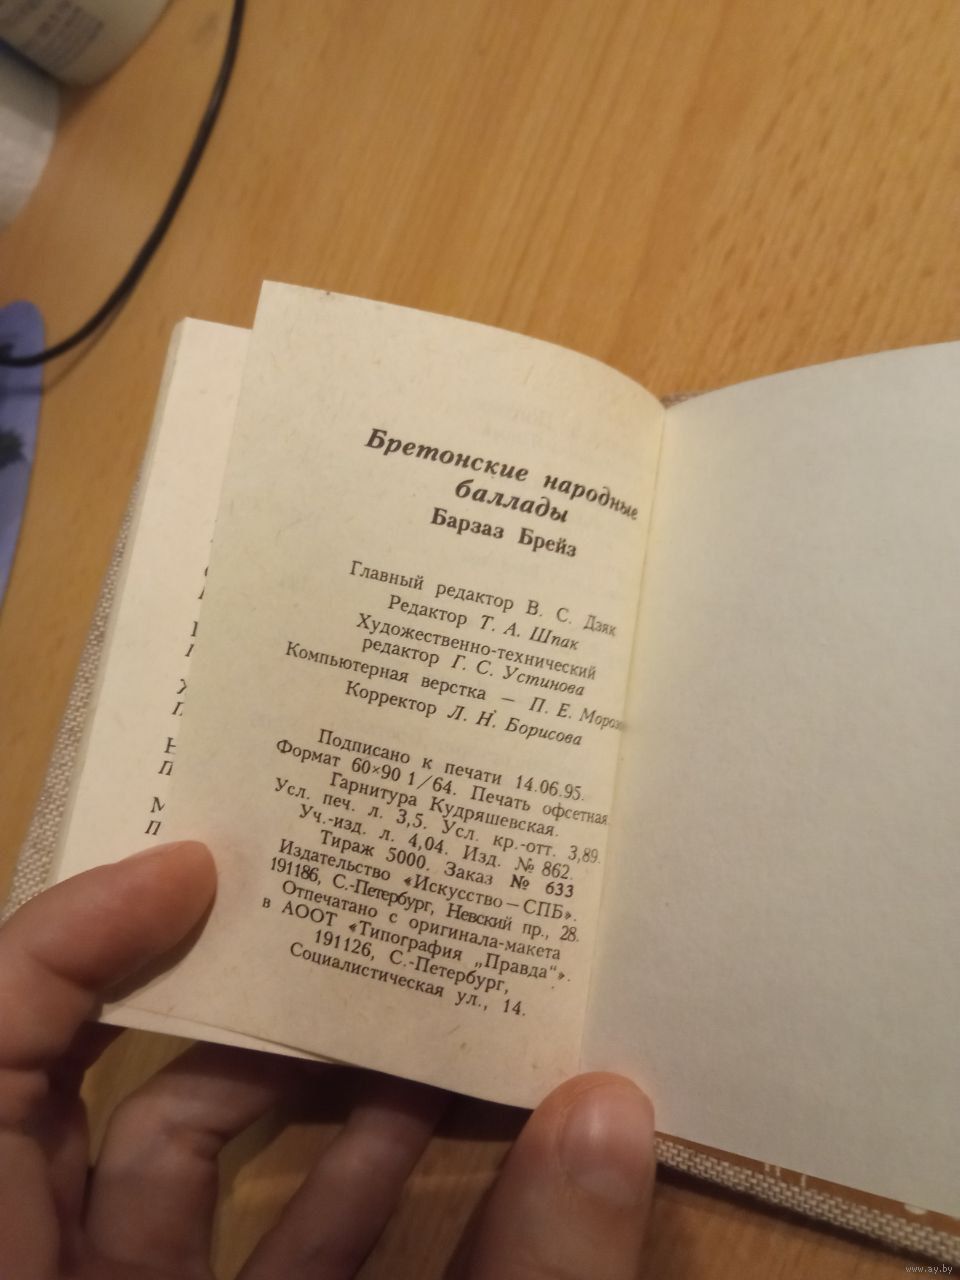 Бретонские народные
баллады
Барзаз Брейз
Главный редактор В. С. Дзяк
Редактор Т. А. Шпак
Художественно-технический
редактор Г. С. Устинова
Компьютерная верстка — П. Е.
Корректор Л. Н. Борисова
Подписано к печати 14.06.95.
Формат 60×90 1/64. Печать офсетная.
Гарнитура Кудряшевская.
Усл. печ. л. 3,5. Усл. кр.-отт. 3,89.
Уч.-изд. л. 4,04. Изд. № 862.
Тираж 5000. Заказ № 633
Издательство «Искусство—СПБ».
191186, С.-Петербург, Невский пр., 28.
Отпечатано с оригинала-макета
в АООТ «Типография „Правда“».
191126, С.-Петербург,
Социалистическая ул., 14.
www.ay.by